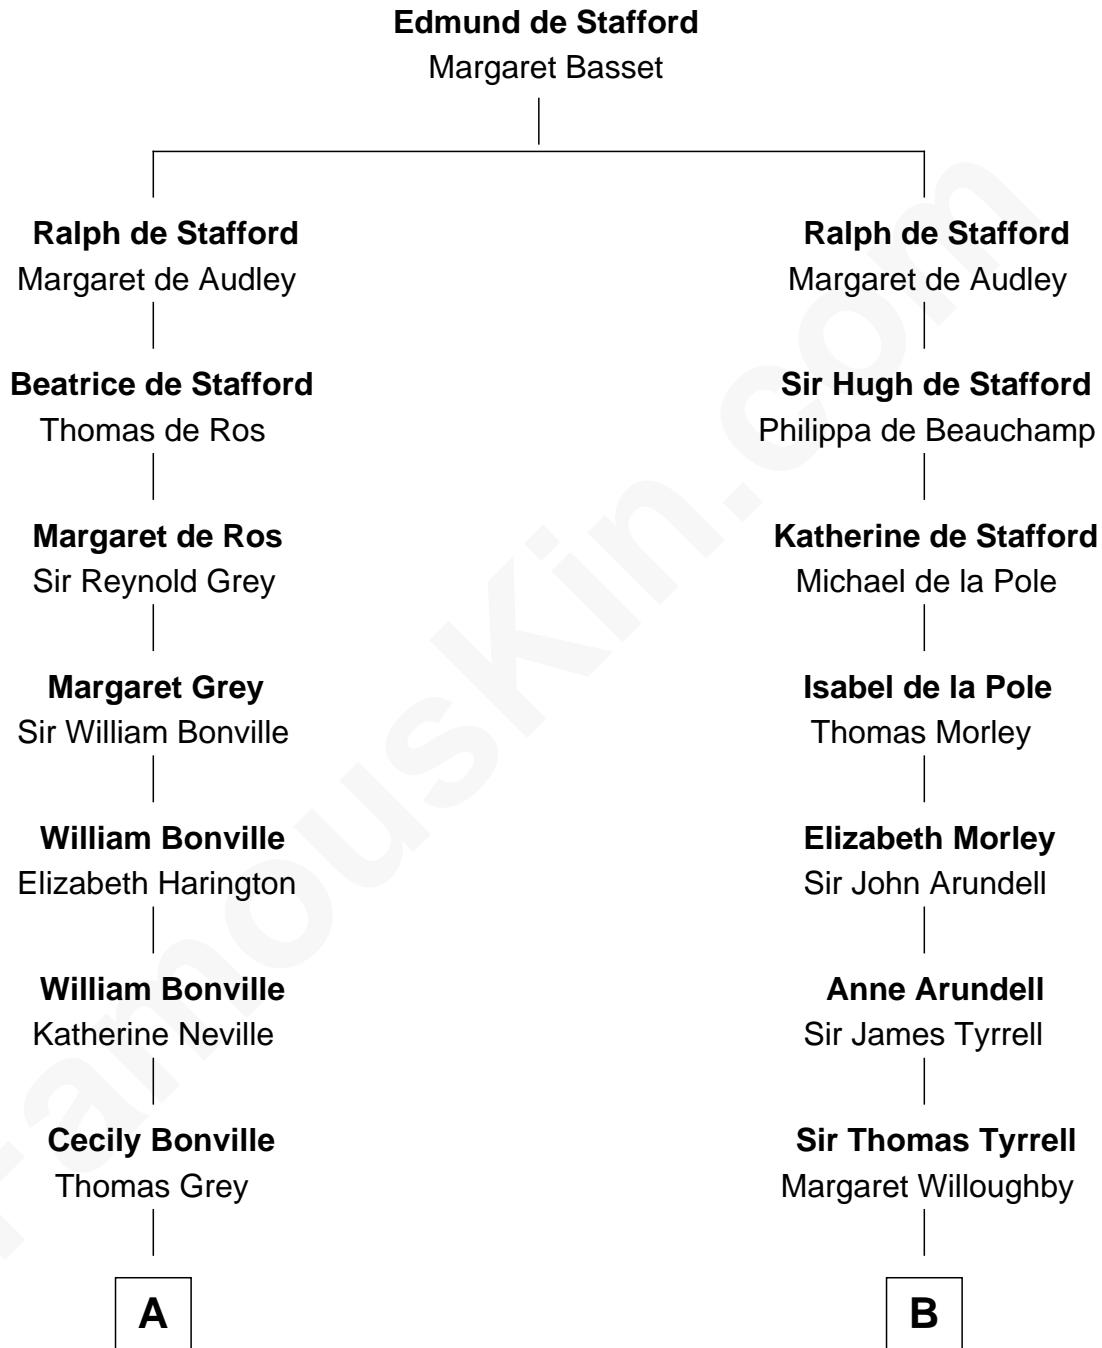 Edmund de Stafford
Margaret Basset
Ralph de Stafford
Margaret de Audley
Beatrice de Stafford
Thomas de Ros
Margaret de Ros
Sir Reynold Grey
Margaret Grey
Sir William Bonville
William Bonville
Elizabeth Harington
William Bonville
Katherine Neville
Cecily Bonville
Thomas Grey
A
Ralph de Stafford
Margaret de Audley
Sir Hugh de Stafford
Philippa de Beauchamp
Katherine de Stafford
Michael de la Pole
Isabel de la Pole
Thomas Morley
Elizabeth Morley
Sir John Arundell
Anne Arundell
Sir James Tyrrell
Sir Thomas Tyrrell
Margaret Willoughby
B
FamousKin.com